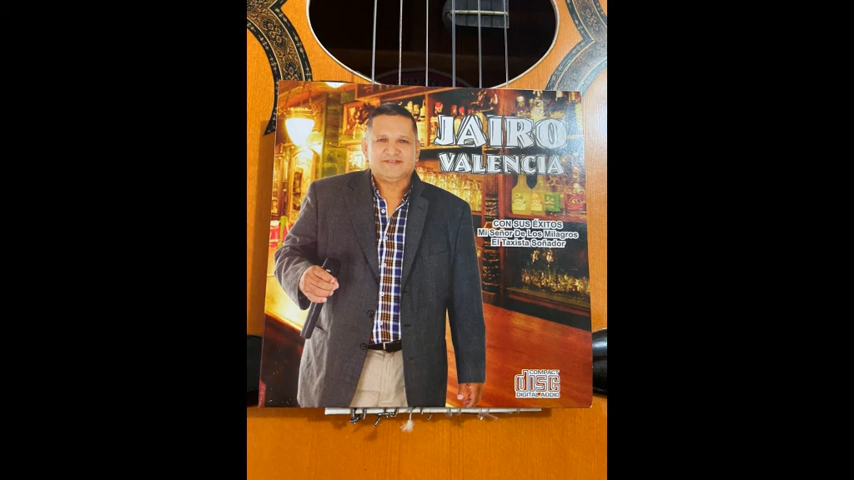 JAIRO
VALENCIA
CON SUS ÉXITOS
Mi Señor De Los Milagros
El Taxista Soñador
COMPACT
disc
DIGITAL AUDIO